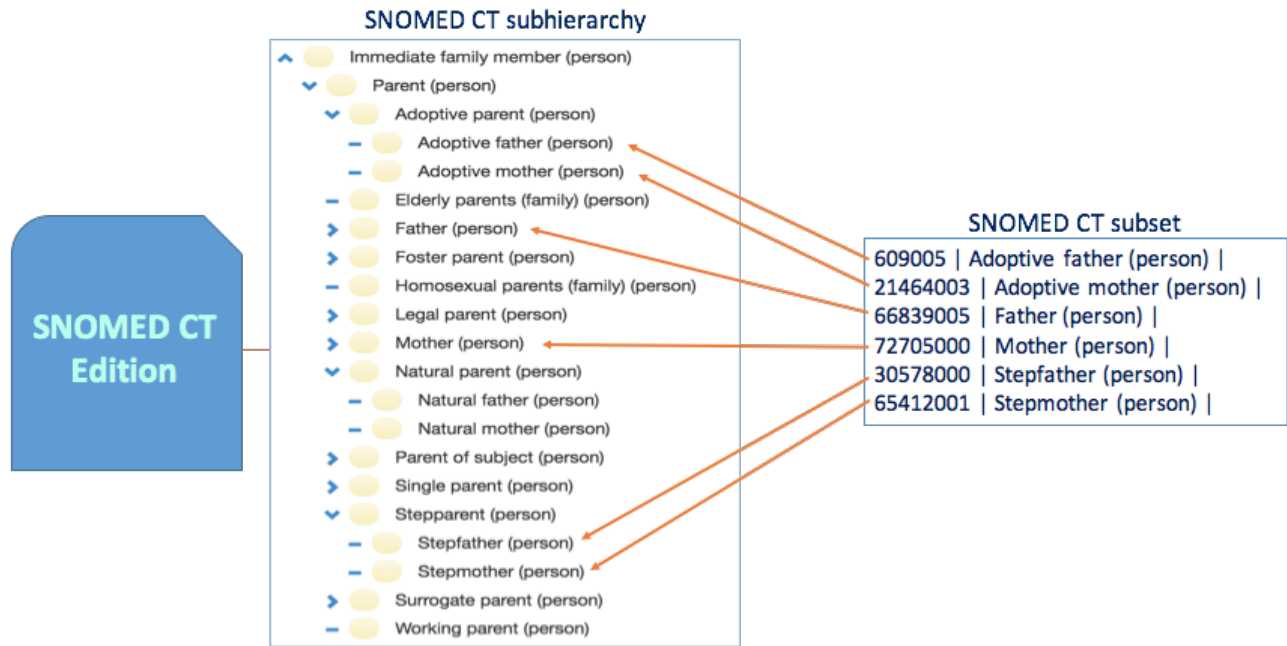 SNOMED CT subhierarchy
Immediate family member (person)
Parent (person)
Adoptive parent (person)
Adoptive father (person)
Adoptive mother (person)
Elderly parents (family) (person)
Father (person)
Foster parent (person)
Homosexual parents (family) (person)
Legal parent (person)
Mother (person)
Natural parent (person)
Natural father (person)
Natural mother (person)
Parent of subject (person)
Single parent (person)
Stepparent (person)
Stepfather (person)
Stepmother (person)
Surrogate parent (person)
Working parent (person)
SNOMED CT
Edition
SNOMED CT subset
609005 | Adoptive father (person) |
21464003 | Adoptive mother (person) |
66839005 | Father (person) |
72705000 | Mother (person) |
30578000 | Stepfather (person) |
65412001 | Stepmother (person) |